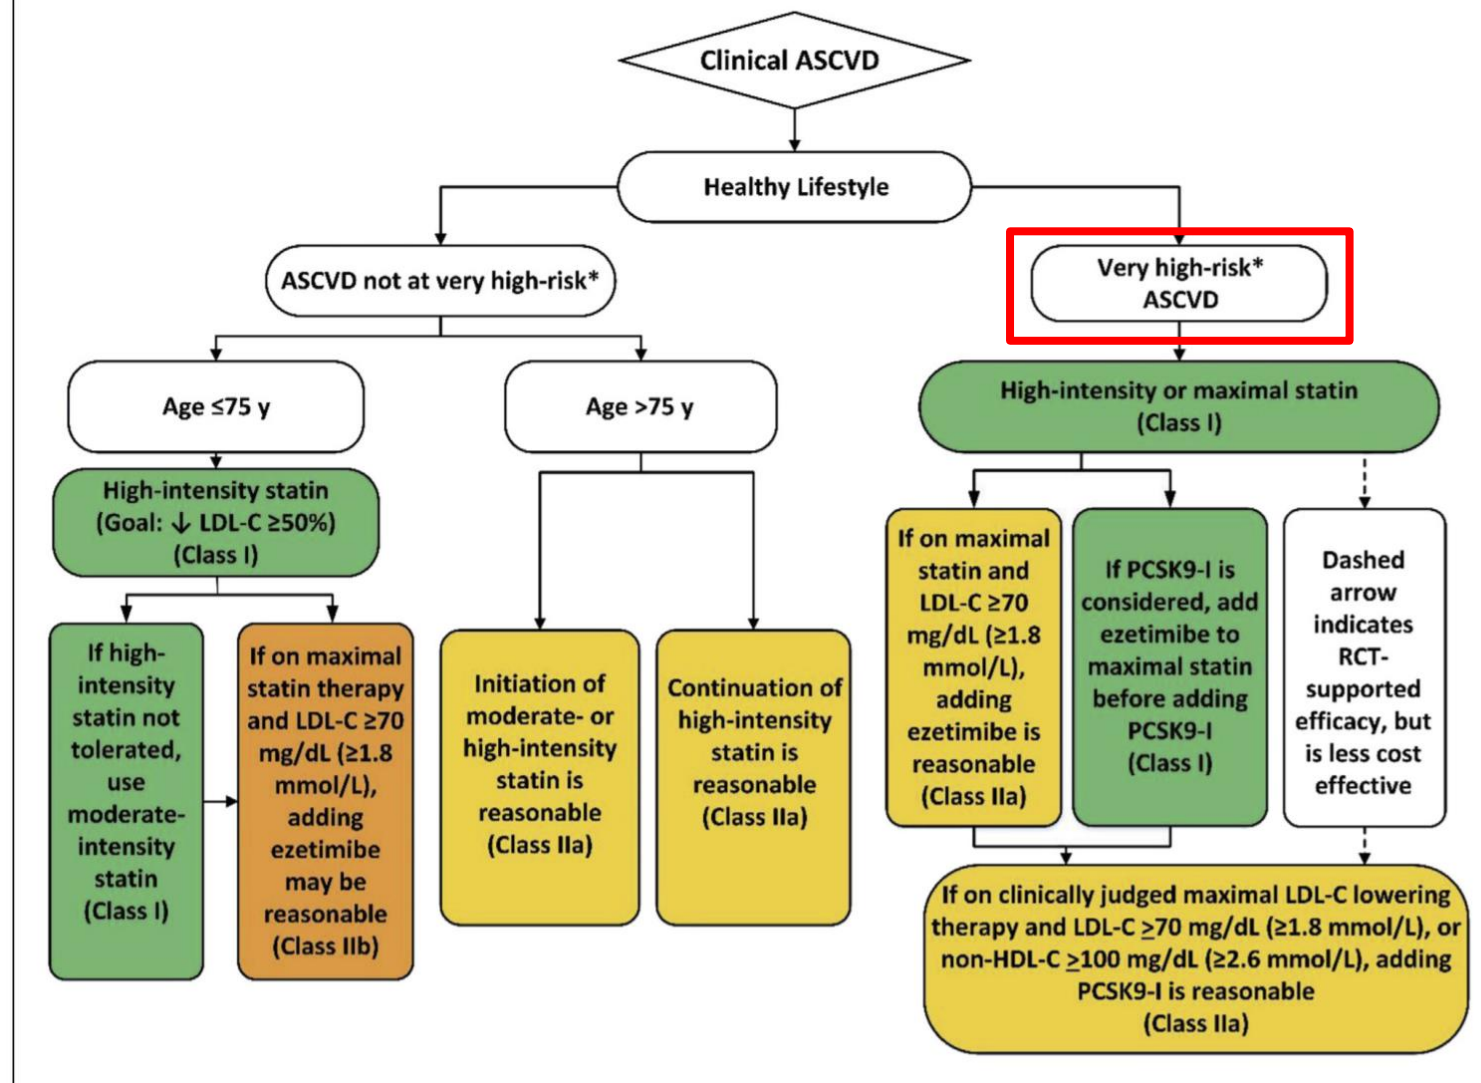 Clinical ASCVD
Healthy Lifestyle
ASCVD not at very high-risk*
Very high-risk*
ASCVD
Age ≤75 y
Age >75 y
High-intensity or maximal statin
(Class I)
High-intensity statin
(Goal: ↓ LDL-C ≥50%)
(Class I)
If high-
intensity
statin not
tolerated,
use
moderate-
intensity
statin
(Class I)
If on maximal
statin therapy
and LDL-C ≥70
mg/dL (≥1.8
mmol/L),
adding
ezetimibe
may be
reasonable
(Class IIb)
Initiation of
moderate- or
high-intensity
statin is
reasonable
(Class IIa)
Continuation of
high-intensity
statin is
reasonable
(Class IIa)
If on maximal
statin and
LDL-C ≥70
mg/dL (≥1.8
mmol/L),
adding
ezetimibe is
reasonable
(Class IIa)
If PCSK9-I is
considered, add
ezetimibe to
maximal statin
before adding
PCSK9-I
(Class I)
Dashed
arrow
indicates
RCT-
supported
efficacy, but
is less cost
effective
If on clinically judged maximal LDL-C lowering
therapy and LDL-C ≥70 mg/dL (≥1.8 mmol/L), or
non-HDL-C ≥100 mg/dL (≥2.6 mmol/L), adding
PCSK9-I is reasonable
(Class IIa)